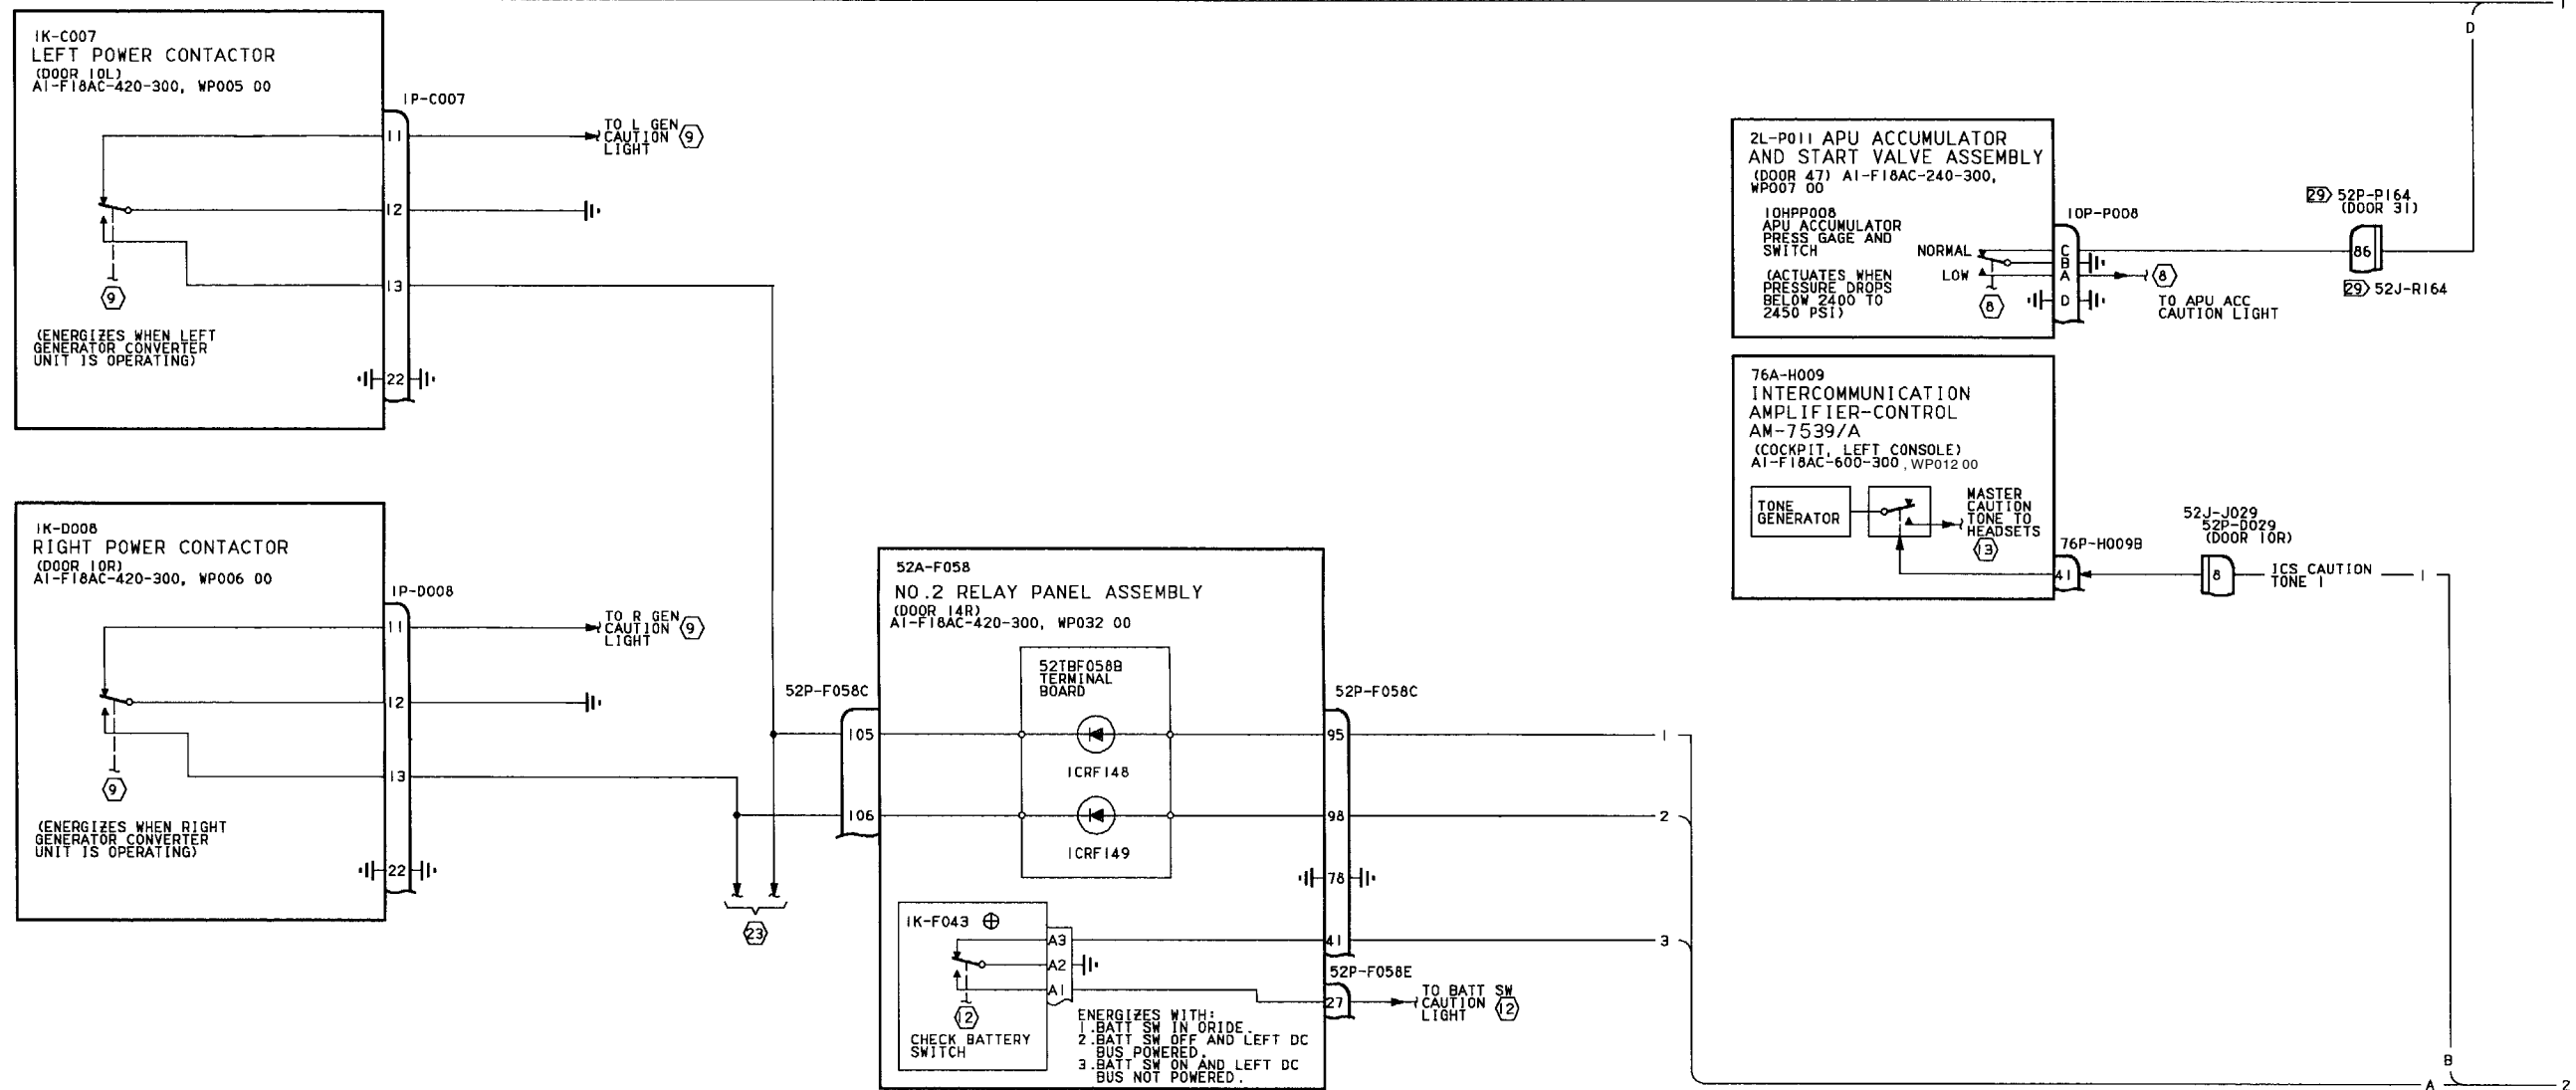 1K-C007
LEFT POWER CONTACTOR
(DOOR 10L)
A1-F18AC-420-300, WP005 00
1P-C007
11
TO L GEN
CAUTION 9
LIGHT
12
13
9
(ENERGIZES WHEN LEFT
GENERATOR CONVERTER
UNIT IS OPERATING)
22
1K-D008
RIGHT POWER CONTACTOR
(DOOR 10R)
A1-F18AC-420-300, WP006 00
1P-D008
11
TO R GEN
CAUTION 9
LIGHT
12
13
9
(ENERGIZES WHEN RIGHT
GENERATOR CONVERTER
UNIT IS OPERATING)
22
23
52A-F058
NO.2 RELAY PANEL ASSEMBLY
(DOOR 14R)
A1-F18AC-420-300, WP032 00
52TBF058B
TERMINAL
BOARD
52P-F058C
52P-F058C
105
95
1
1CRF148
106
98
2
1CRF149
78
1K-F043
A3
41
3
A2
A1
52P-F058E
27
TO BATT SW
CAUTION 12
LIGHT
12
CHECK BATTERY
SWITCH
ENERGIZES WITH:
1.BATT SW IN ORIDE.
2.BATT SW OFF AND LEFT DC
BUS POWERED.
3.BATT SW ON AND LEFT DC
BUS NOT POWERED.
2L-P011 APU ACCUMULATOR
AND START VALVE ASSEMBLY
(DOOR 47) A1-F18AC-240-300,
WP007 00
10HPP008
APU ACCUMULATOR
PRESS GAGE AND
SWITCH
(ACTUATES WHEN
PRESSURE DROPS
BELOW 2400 TO
2450 PSI)
NORMAL
LOW
8
10P-P008
C
B
A
D
8
TO APU ACC
CAUTION LIGHT
29 52P-P164
(DOOR 31)
86
29 52J-R164
D
1
76A-H009
INTERCOMMUNICATION
AMPLIFIER-CONTROL
AM-7539/A
(COCKPIT, LEFT CONSOLE)
A1-F18AC-600-300, WP012 00
TONE
GENERATOR
MASTER
CAUTION
TONE TO
HEADSETS
13
76P-H009B
41
52J-J029
52P-D029
(DOOR 10R)
8
ICS CAUTION
TONE 1
1
B
A
2